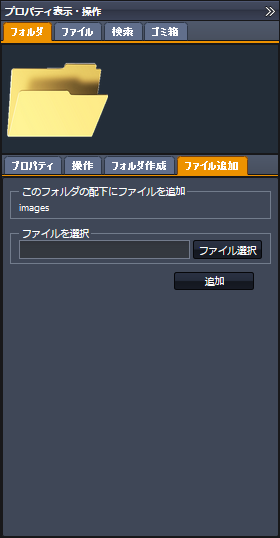 プロパティ表示・操作
フォルダ ファイル 検索 ゴミ箱
プロパティ 操作 フォルダ作成 ファイル追加
このフォルダの配下にファイルを追加
images
ファイルを選択
ファイル選択
追加